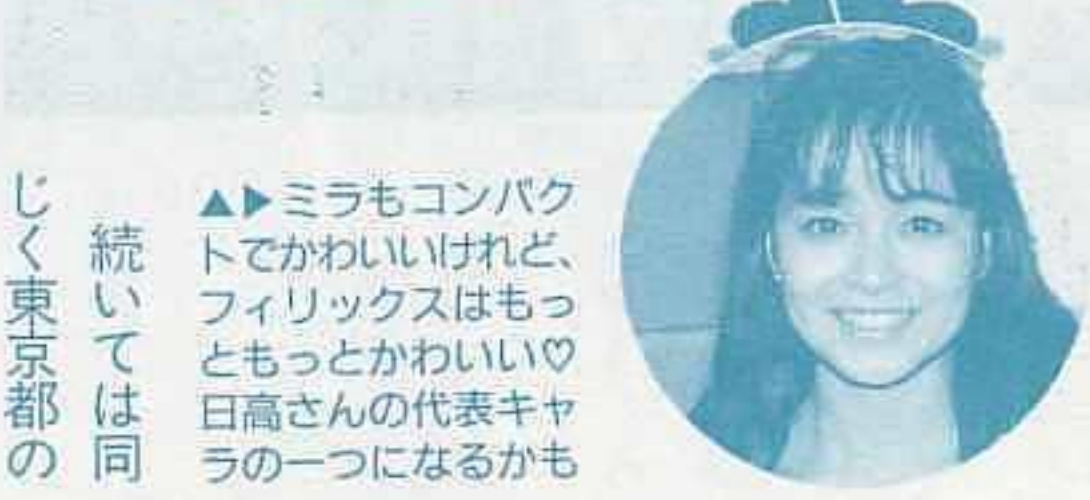 ▲▶ミラもコンパク
トでかわいいけれど、
フィリックスはもっ
ともっとかわいい♡
日高さんの代表キャ
ラの一つになるかも
続いては同
じく東京都の